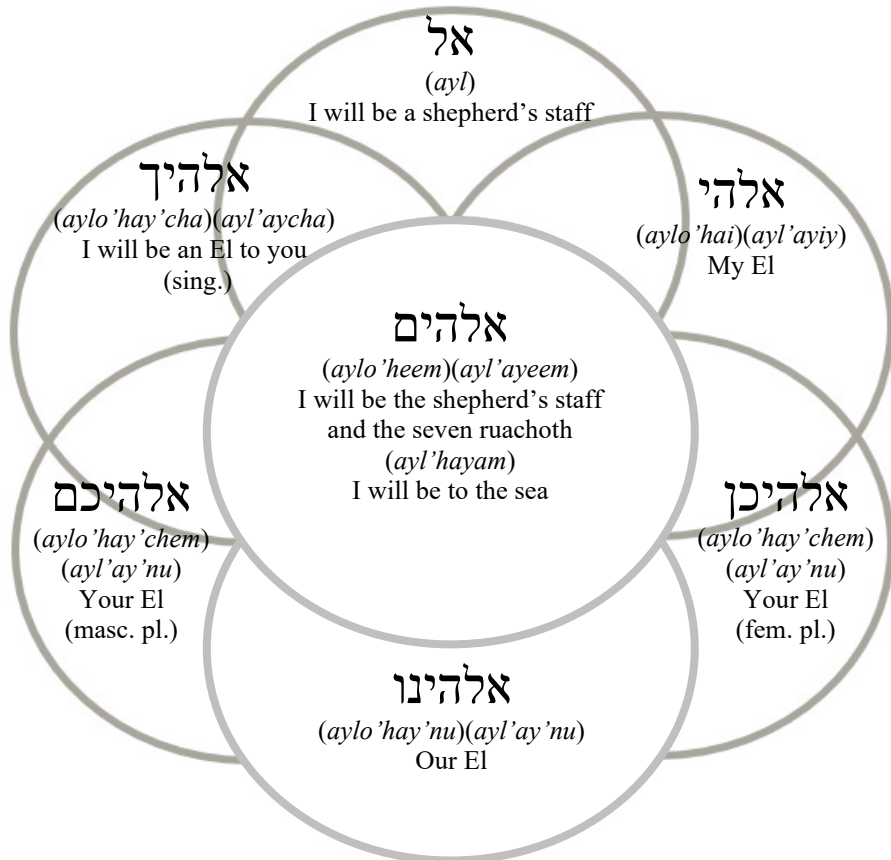 אל
(ayl)
I will be a shepherd’s staff
אלהיך
(aylo’hay’cha)(ayl’aycha)
I will be an El to you
(sing.)
אלהי
(aylo’hai)(ayl’ayiy)
My El
אלהים
(aylo’heem)(ayl’ayeem)
I will be the shepherd’s staff
and the seven ruachoth
(ayl’hayam)
I will be to the sea
אלהיכם
(aylo’hay’chem)
(ayl’ay’nu)
Your El
(masc. pl.)
אלהיכן
(aylo’hay’chem)
(ayl’ay’nu)
Your El
(fem. pl.)
אלהינו
(aylo’hay’nu)(ayl’ay’nu)
Our El